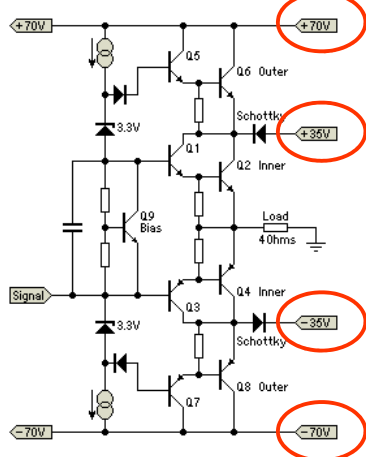 +70V
+70V
Q5
Q6 Outer
Schottky
+35V
3.3V
Q1
Q2 Inner
Q9
Bias
Load
4Ohms
Signal
Q4 Inner
Q3
3.3V
-35V
Schottky
Q8 Outer
Q7
-70V
-70V